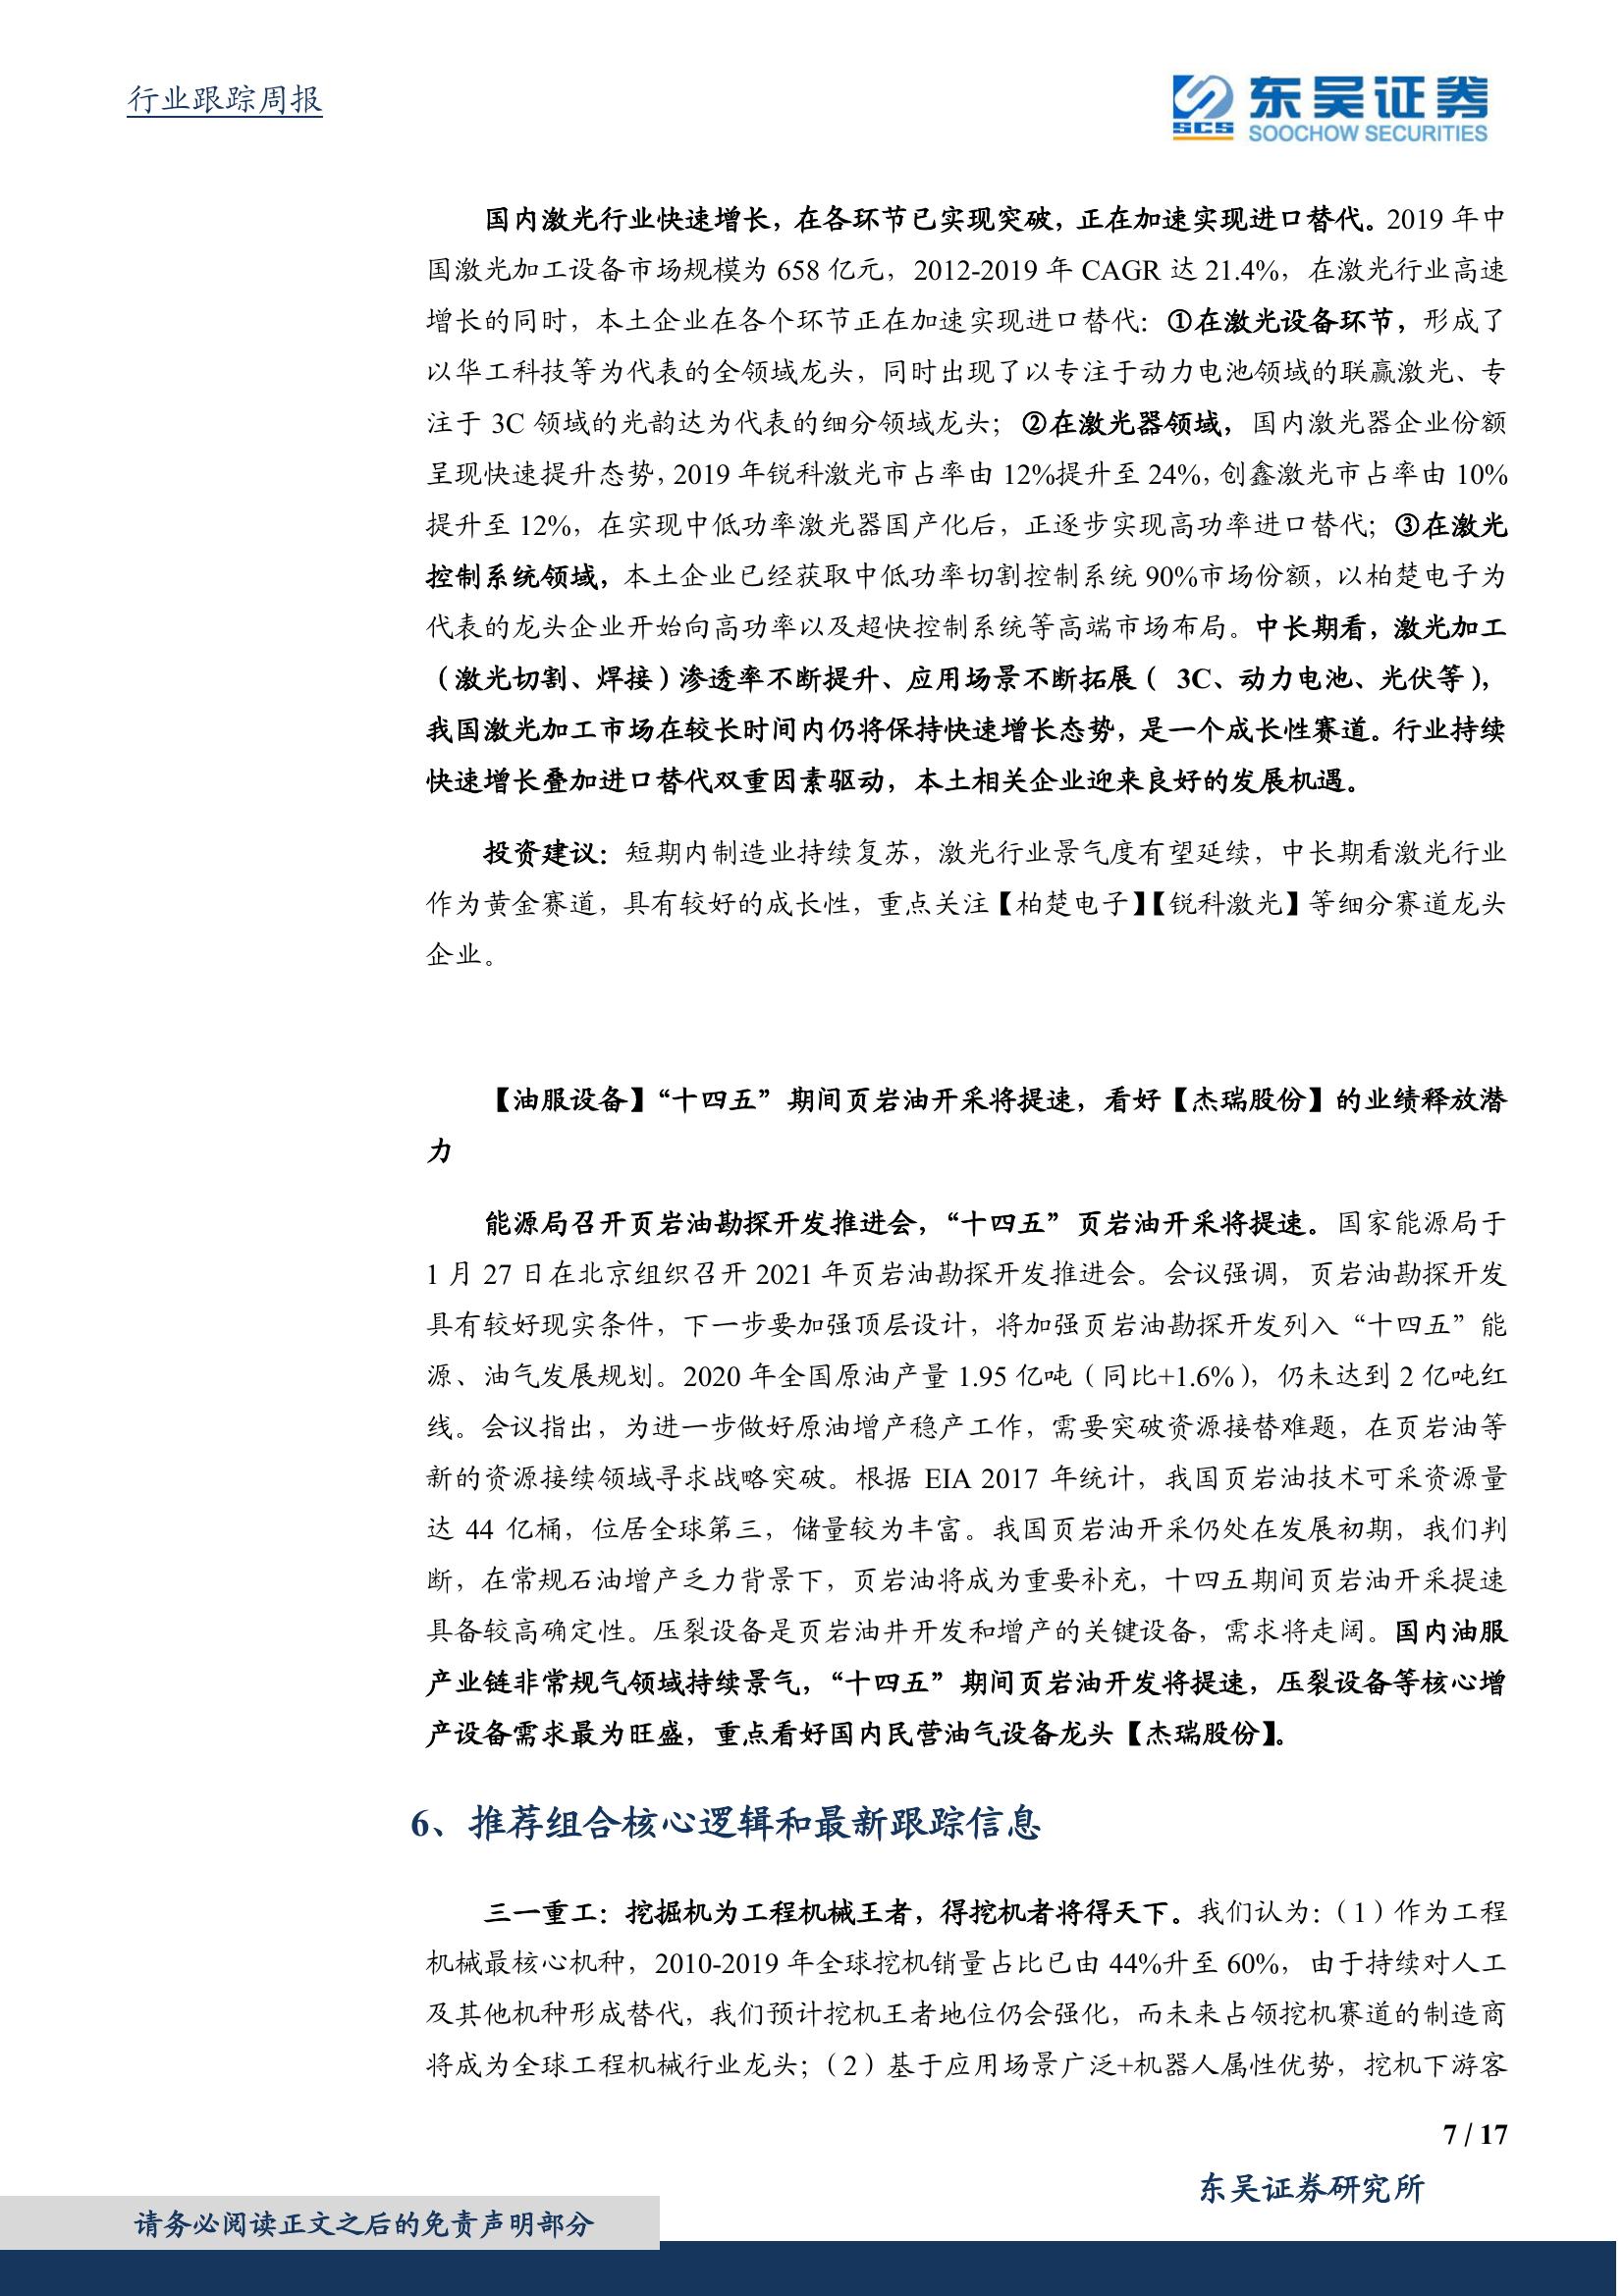 行业跟踪周报
SCS
东吴证券
SOOCHOW SECURITIES
国内激光行业快速增长，在各环节已实现突破，正在加速实现进口替代。2019 年中
国激光加工设备市场规模为 658 亿元，2012-2019 年 CAGR 达 21.4%，在激光行业高速
增长的同时，本土企业在各个环节正在加速实现进口替代：①在激光设备环节，形成了
以华工科技等为代表的全领域龙头，同时出现了以专注于动力电池领域的联赢激光、专
注于 3C 领域的光韵达为代表的细分领域龙头；②在激光器领域，国内激光器企业份额
呈现快速提升态势，2019 年锐科激光市占率由 12%提升至 24%，创鑫激光市占率由 10%
提升至 12%，在实现中低功率激光器国产化后，正逐步实现高功率进口替代；③在激光
控制系统领域，本土企业已经获取中低功率切割控制系统 90%市场份额，以柏楚电子为
代表的龙头企业开始向高功率以及超快控制系统等高端市场布局。中长期看，激光加工
（激光切割、焊接）渗透率不断提升、应用场景不断拓展（ 3C、动力电池、光伏等），
我国激光加工市场在较长时间内仍将保持快速增长态势，是一个成长性赛道。行业持续
快速增长叠加进口替代双重因素驱动，本土相关企业迎来良好的发展机遇。
投资建议：短期内制造业持续复苏，激光行业景气度有望延续，中长期看激光行业
作为黄金赛道，具有较好的成长性，重点关注【柏楚电子】【锐科激光】等细分赛道龙头
企业。
【油服设备】“十四五”期间页岩油开采将提速，看好【杰瑞股份】的业绩释放潜
力
能源局召开页岩油勘探开发推进会，“十四五”页岩油开采将提速。国家能源局于
1 月 27 日在北京组织召开 2021 年页岩油勘探开发推进会。会议强调，页岩油勘探开发
具有较好现实条件，下一步要加强顶层设计，将加强页岩油勘探开发列入“十四五”能
源、油气发展规划。2020 年全国原油产量 1.95 亿吨（同比+1.6%），仍未达到 2 亿吨红
线。会议指出，为进一步做好原油增产稳产工作，需要突破资源接替难题，在页岩油等
新的资源接续领域寻求战略突破。根据 EIA 2017 年统计，我国页岩油技术可采资源量
达 44 亿桶，位居全球第三，储量较为丰富。我国页岩油开采仍处在发展初期，我们判
断，在常规石油增产乏力背景下，页岩油将成为重要补充，十四五期间页岩油开采提速
具备较高确定性。压裂设备是页岩油井开发和增产的关键设备，需求将走阔。国内油服
产业链非常规气领域持续景气，“十四五”期间页岩油开发将提速，压裂设备等核心增
产设备需求最为旺盛，重点看好国内民营油气设备龙头【杰瑞股份】。
6、推荐组合核心逻辑和最新跟踪信息
三一重工：挖掘机为工程机械王者，得挖机者将得天下。我们认为：（1）作为工程
机械最核心机种，2010-2019 年全球挖机销量占比已由 44%升至 60%，由于持续对人工
及其他机种形成替代，我们预计挖机王者地位仍会强化，而未来占领挖机赛道的制造商
将成为全球工程机械行业龙头；（2）基于应用场景广泛+机器人属性优势，挖机下游客
7 / 17
东吴证券研究所
请务必阅读正文之后的免责声明部分